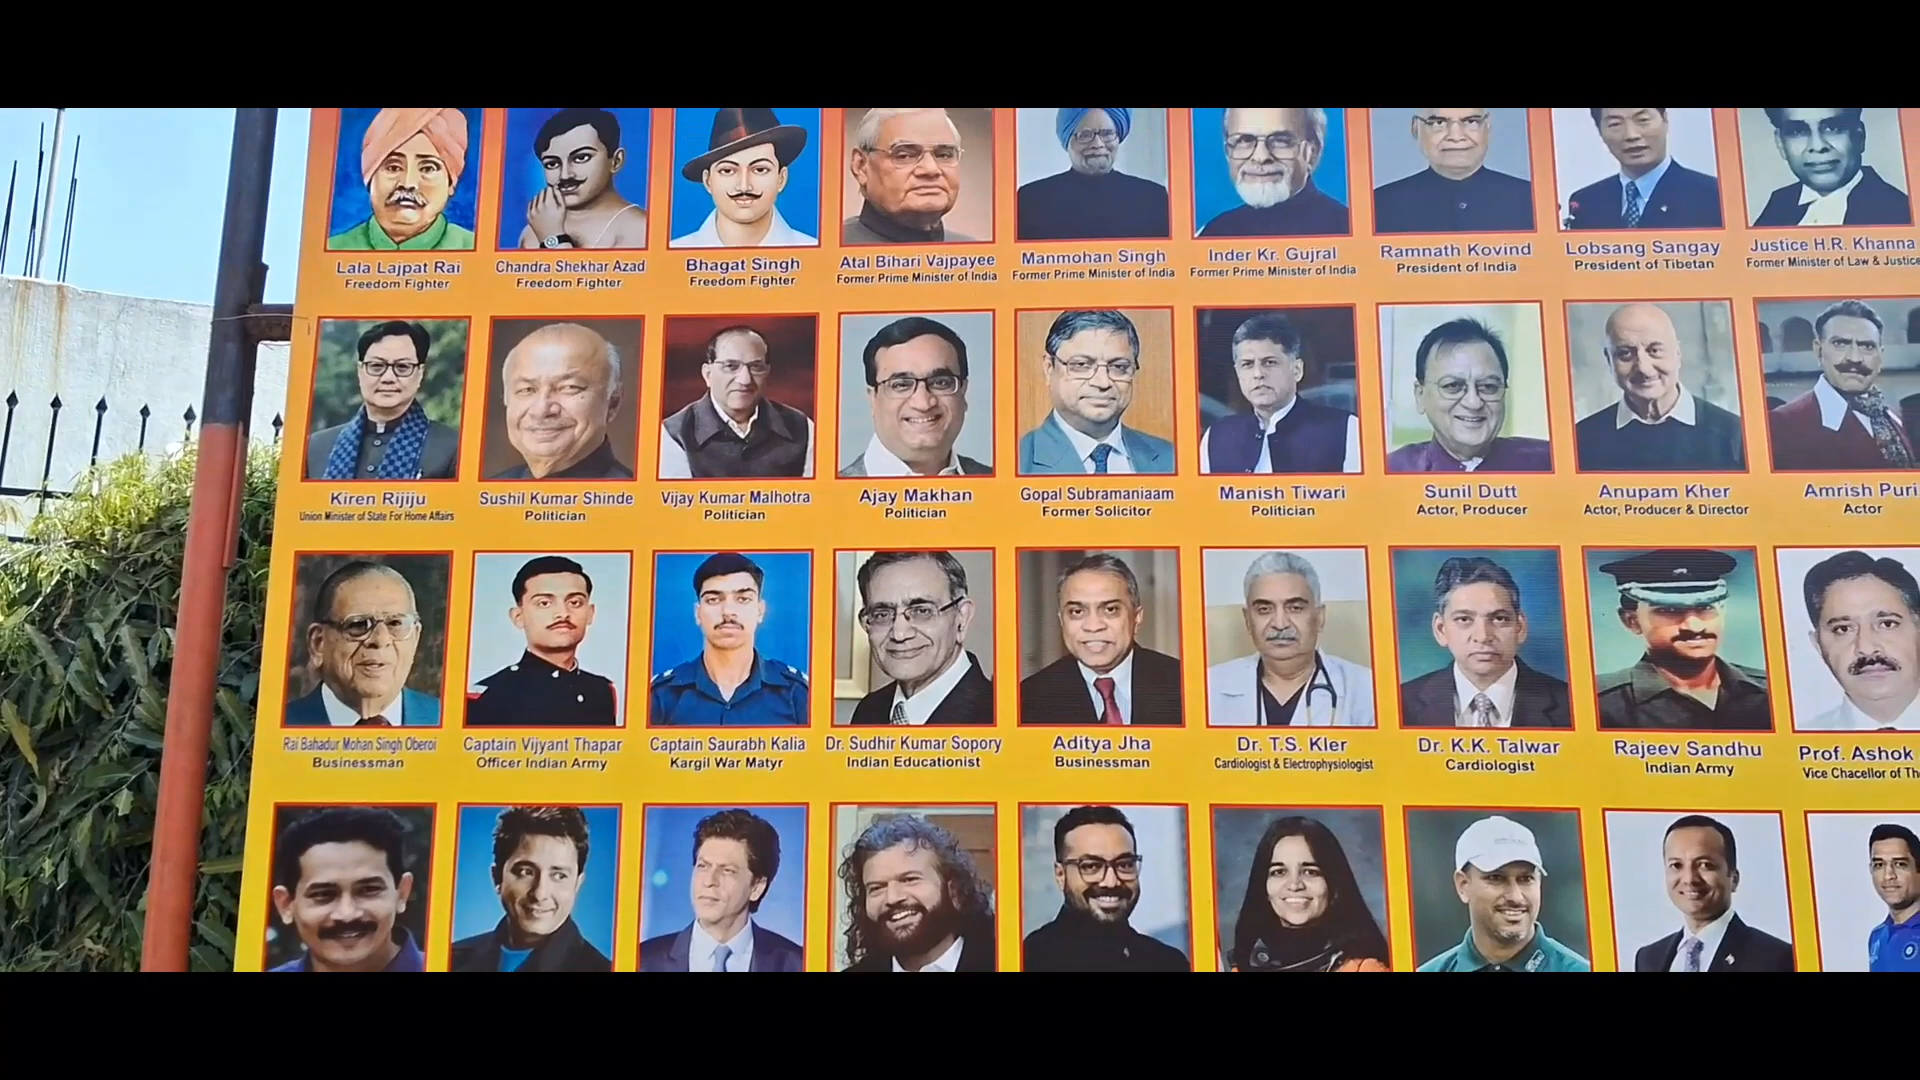 Lala Lajpat Rai
Freedom Fighter
Chandra Shekhar Azad
Freedom Fighter
Bhagat Singh
Freedom Fighter
Atal Bihari Vajpayee
Former Prime Minister of India
Manmohan Singh
Former Prime Minister of India
Inder Kr. Gujral
Former Prime Minister of India
Ramnath Kovind
President of India
Lobsang Sangay
President of Tibetan
Justice H.R. Khanna
Former Minister of Law & Justice
Kiren Rijiju
Union Minister of State For Home Affairs
Sushil Kumar Shinde
Politician
Vijay Kumar Malhotra
Politician
Ajay Makhan
Politician
Gopal Subramaniaam
Former Solicitor
Manish Tiwari
Politician
Sunil Dutt
Actor, Producer
Anupam Kher
Actor, Producer & Director
Amrish Puri
Actor
Rai Bahadur Mohan Singh Oberoi
Businessman
Captain Vijyant Thapar
Officer Indian Army
Captain Saurabh Kalia
Kargil War Matyr
Dr. Sudhir Kumar Sopory
Indian Educationist
Aditya Jha
Businessman
Dr. T.S. Kler
Cardiologist & Electrophysiologist
Dr. K.K. Talwar
Cardiologist
Rajeev Sandhu
Indian Army
Prof. Ashok
Vice Chacellor of Th